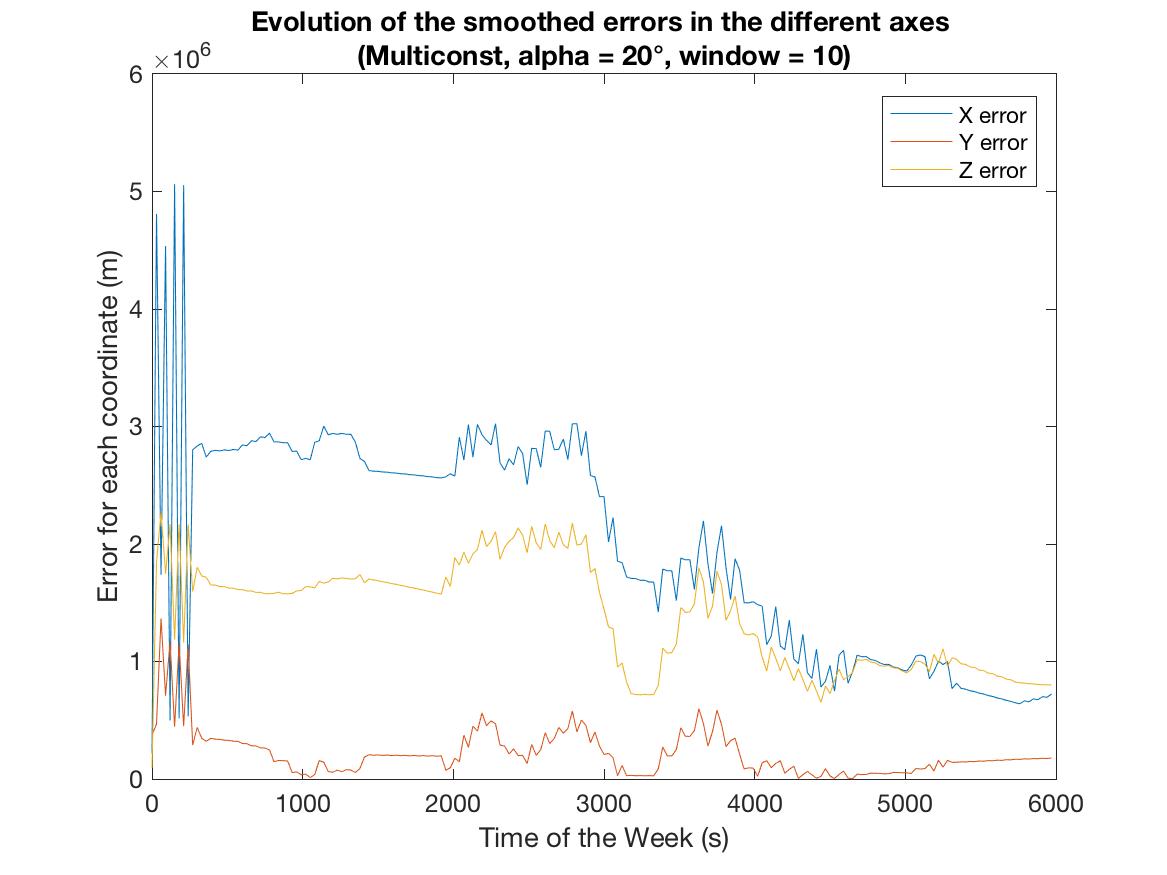 Evolution of the smoothed errors in the different axes
(Multiconst, alpha = 20°, window = 10)
×10⁶
6
5
4
3
2
1
0
Error for each coordinate (m)
X error
Y error
Z error
0 1000 2000 3000 4000 5000 6000
Time of the Week (s)